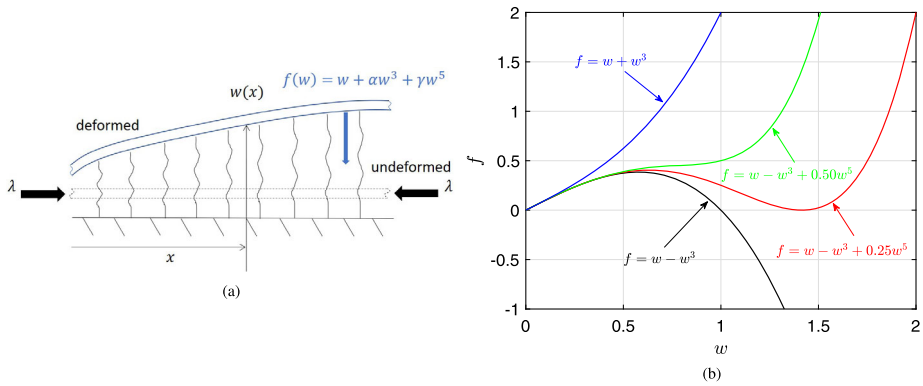 f(w) = w + αw³ + γw⁵
w(x)
deformed
undeformed
λ
λ
x
(a)
2
1.5
1
0.5
0
-0.5
-1
f
f = w + w³
f = w − w³ + 0.50w⁵
f = w − w³
f = w − w³ + 0.25w⁵
0
0.5
1
1.5
2
w
(b)